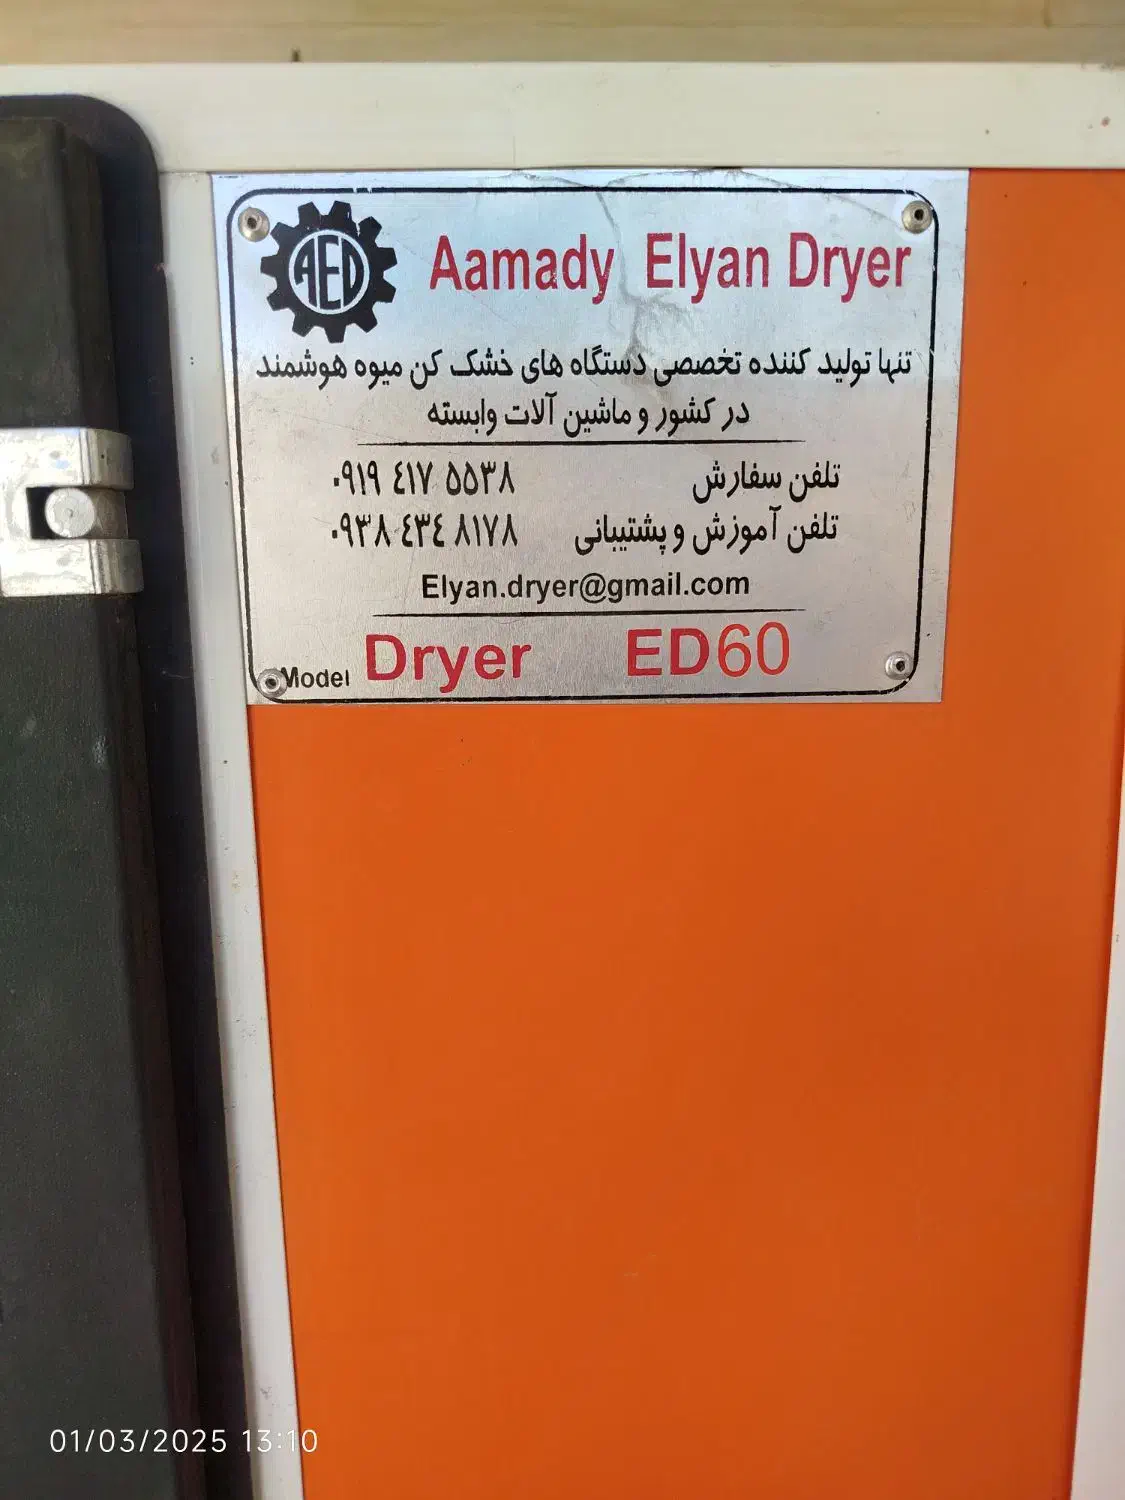 AED
Aamady Elyan Dryer
تنها تولید کننده تخصصی دستگاه های خشک کن میوه هوشمند
در کشور و ماشین آلات وابسته
تلفن سفارش ۰۹۱۹ ٤۱۷ ۵۵۳۸
تلفن آموزش و پشتیبانی ۰۹۳۸ ٤۳٤ ۸۱۷۸
Elyan.dryer@gmail.com
Model Dryer ED60
01/03/2025 13:10